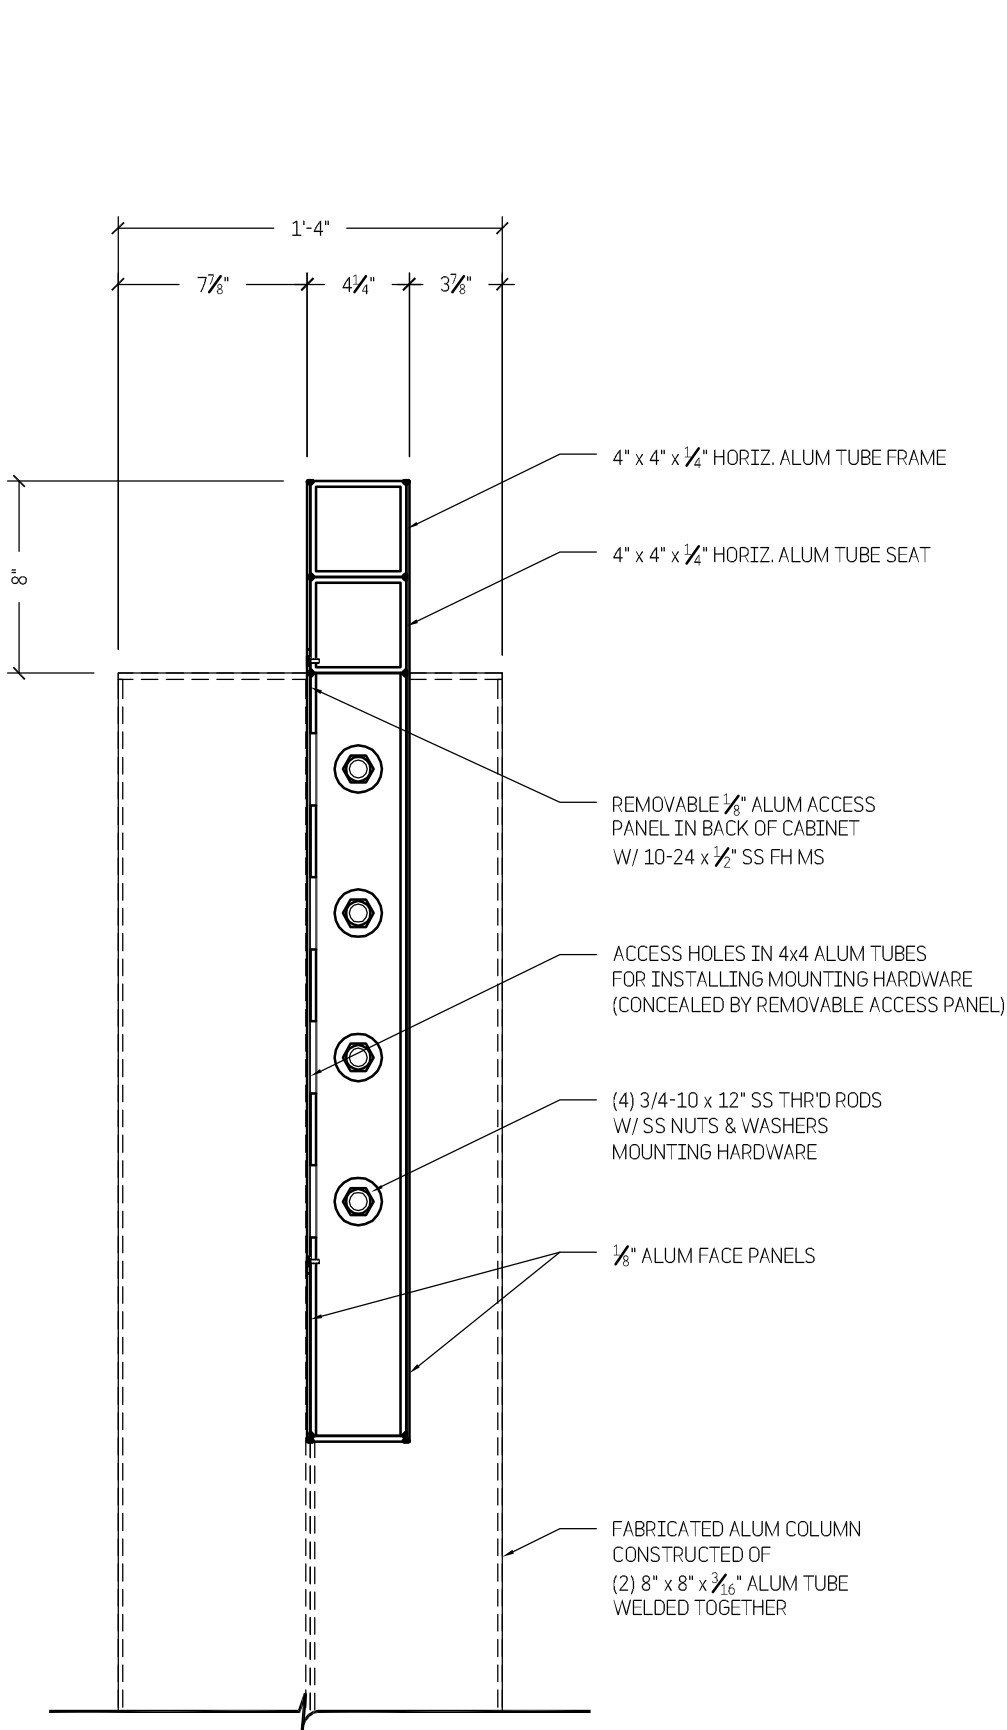 1'-4"
7⅞" 4¼" 3⅞"
4" x 4" x ¼" HORIZ. ALUM TUBE FRAME
8"
4" x 4" x ¼" HORIZ. ALUM TUBE SEAT
REMOVABLE ⅛" ALUM ACCESS
PANEL IN BACK OF CABINET
W/ 10-24 x ½" SS FH MS
ACCESS HOLES IN 4x4 ALUM TUBES
FOR INSTALLING MOUNTING HARDWARE
(CONCEALED BY REMOVABLE ACCESS PANEL)
(4) 3/4-10 x 12" SS THR'D RODS
W/ SS NUTS & WASHERS
MOUNTING HARDWARE
⅛" ALUM FACE PANELS
FABRICATED ALUM COLUMN
CONSTRUCTED OF
(2) 8" x 8" x 3⁄16" ALUM TUBE
WELDED TOGETHER